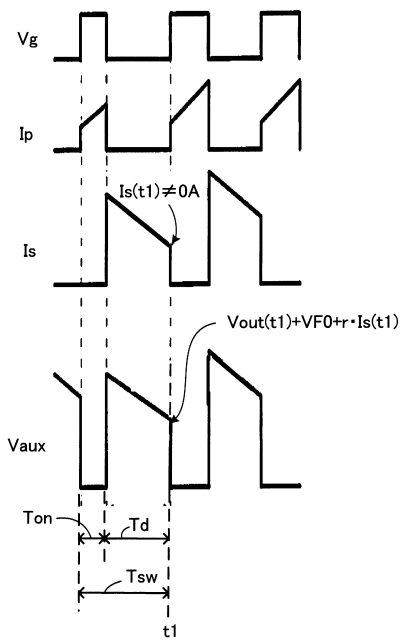 Vg
Ip
Is(t1)≠0A
Is
Vout(t1)+VF0+r・Is(t1)
Vaux
Ton
Td
Tsw
t1